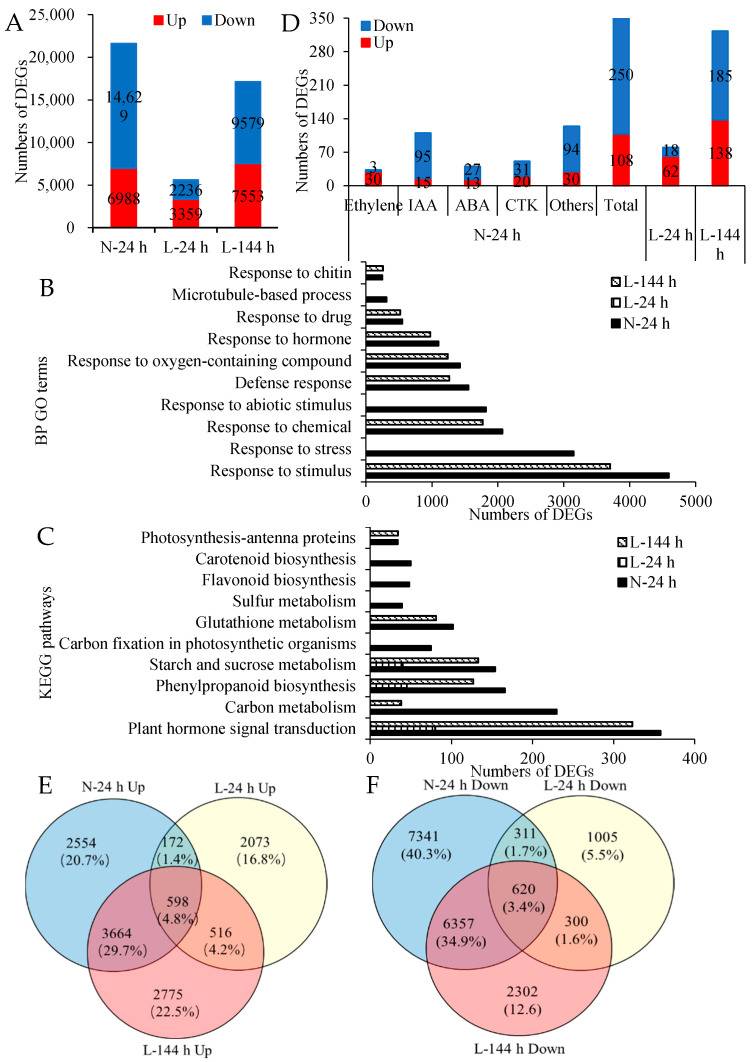 A
Up
Down
Numbers of DEGs
25,000
20,000
15,000
10,000
5,000
0
14,62
9
6988
2236
3359
9579
7553
N-24 h
L-24 h
L-144 h
D
Down
Up
Numbers of DEGs
350
280
210
140
70
0
3
30
95
15
27
13
31
20
94
30
250
108
18
62
185
138
Ethylene
IAA
ABA
CTK
Others
Total
N-24 h
L-24 h
L-144
h
B
BP GO terms
Response to chitin
Microtubule-based process
Response to drug
Response to hormone
Response to oxygen-containing compound
Defense response
Response to abiotic stimulus
Response to chemical
Response to stress
Response to stimulus
L-144 h
L-24 h
N-24 h
0
1000
2000
3000
4000
5000
Numbers of DEGs
C
KEGG pathways
Photosynthesis-antenna proteins
Carotenoid biosynthesis
Flavonoid biosynthesis
Sulfur metabolism
Glutathione metabolism
Carbon fixation in photosynthetic organisms
Starch and sucrose metabolism
Phenylpropanoid biosynthesis
Carbon metabolism
Plant hormone signal transduction
L-144 h
L-24 h
N-24 h
0
100
200
300
400
Numbers of DEGs
E
N-24 h Up
L-24 h Up
2554
(20.7%)
172
(1.4%)
2073
(16.8%)
598
(4.8%)
3664
(29.7%)
516
(4.2%)
2775
(22.5%)
L-144 h Up
F
N-24 h Down
L-24 h Down
7341
(40.3%)
311
(1.7%)
1005
(5.5%)
620
(3.4%)
6357
(34.9%)
300
(1.6%)
2302
(12.6)
L-144 h Down